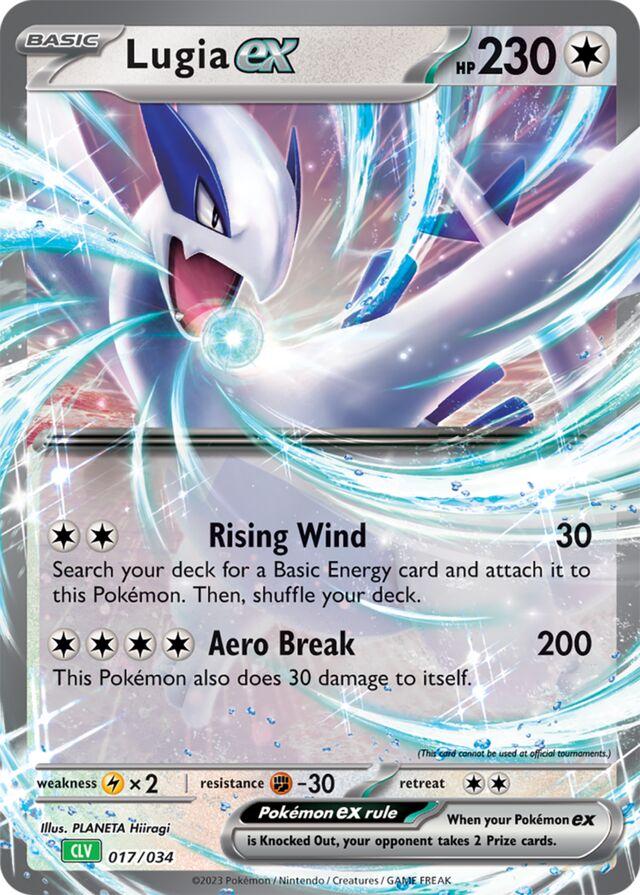 BASIC Lugia ex HP 230
Rising Wind 30
Search your deck for a Basic Energy card and attach it to
this Pokémon. Then, shuffle your deck.
Aero Break 200
This Pokémon also does 30 damage to itself.
(This card cannot be used at official tournaments.)
weakness ×2 resistance -30 retreat
Pokémon ex rule When your Pokémon ex
is Knocked Out, your opponent takes 2 Prize cards.
Illus. PLANETA Hiiragi
CLV 017/034
©2023 Pokémon / Nintendo / Creatures / GAME FREAK